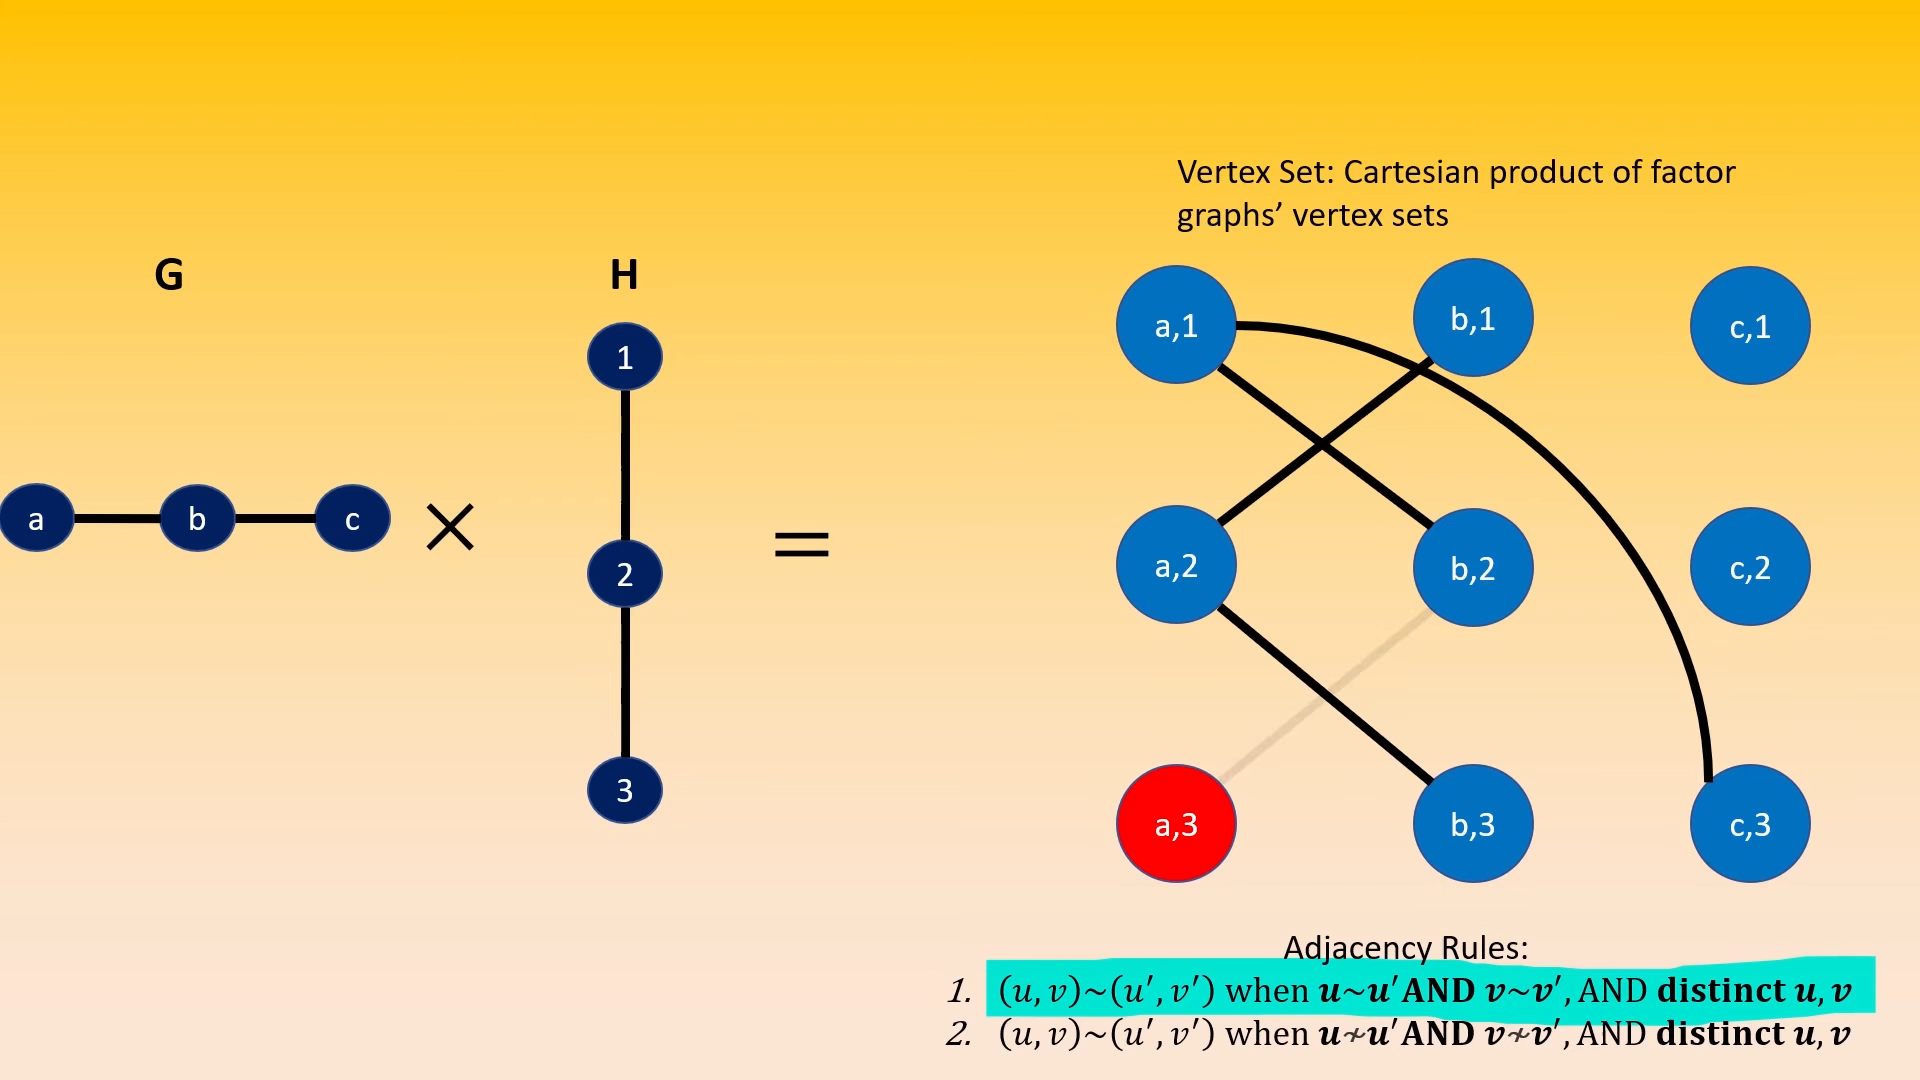 Vertex Set: Cartesian product of factor
graphs’ vertex sets
G
H
a
b
c
×
1
2
3
=
a,1
b,1
c,1
a,2
b,2
c,2
a,3
b,3
c,3
Adjacency Rules:
1. (u, v)~(u′, v′) when u~u′AND v~v′, AND distinct u, v
2. (u, v)~(u′, v′) when u≁u′AND v≁v′, AND distinct u, v